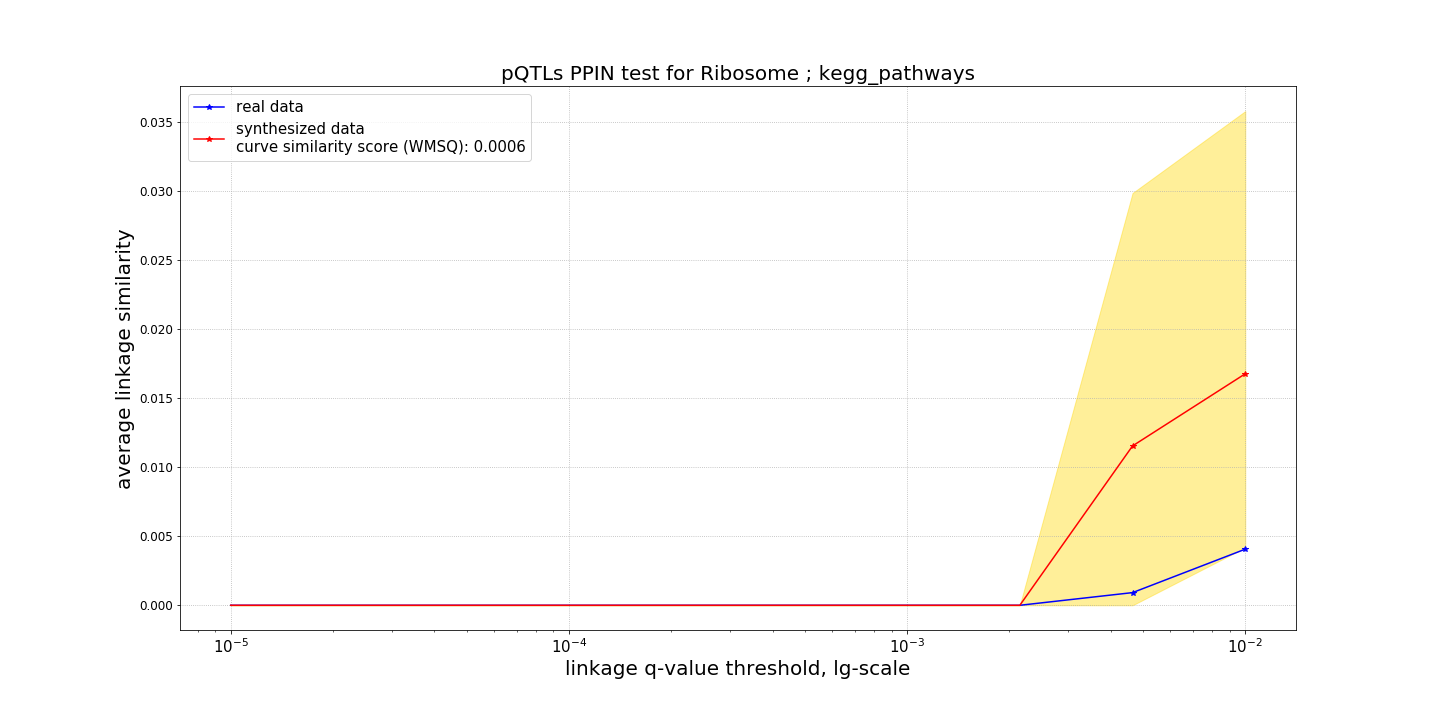 pQTLs PPIN test for Ribosome ; kegg_pathways
real data
synthesized data
curve similarity score (WMSQ): 0.0006
average linkage similarity
0.035
0.030
0.025
0.020
0.015
0.010
0.005
0.000
10⁻⁵ 10⁻⁴ 10⁻³ 10⁻²
linkage q-value threshold, lg-scale